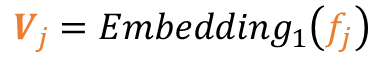 V_j = Embedding_1(f_j)